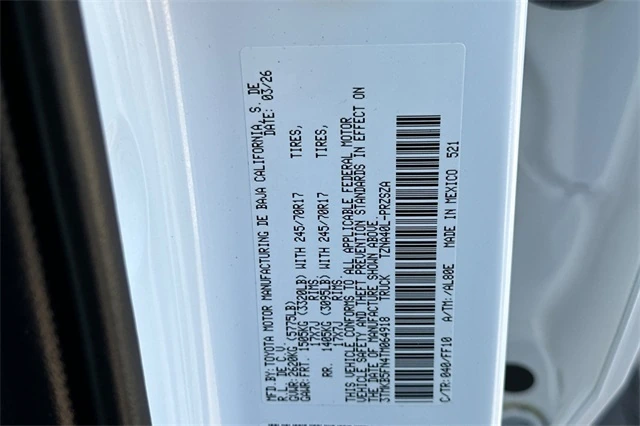 MFD.BY:TOYOTA MOTOR MANUFACTURING DE BAJA CALIFORNIA S. DE
R.L. DE C.V. DATE: 03/26
GVWR:2620KG (5775LB)
GAWR:FRT. 1505KG (3320LB) WITH 245/70R17 TIRES,
17X7J RIMS
RR. 1405KG (3095LB) WITH 245/70R17 TIRES,
17X7J RIMS
THIS VEHICLE CONFORMS TO ALL APPLICABLE FEDERAL MOTOR
VEHICLE SAFETY AND THEFT PREVENTION STANDARDS IN EFFECT ON
THE DATE OF MANUFACTURE SHOWN ABOVE.
TRUCK TZNA40L-PRZSZA
C/TR:040/FF10 A/TM:/AL80E MADE IN MEXICO 521